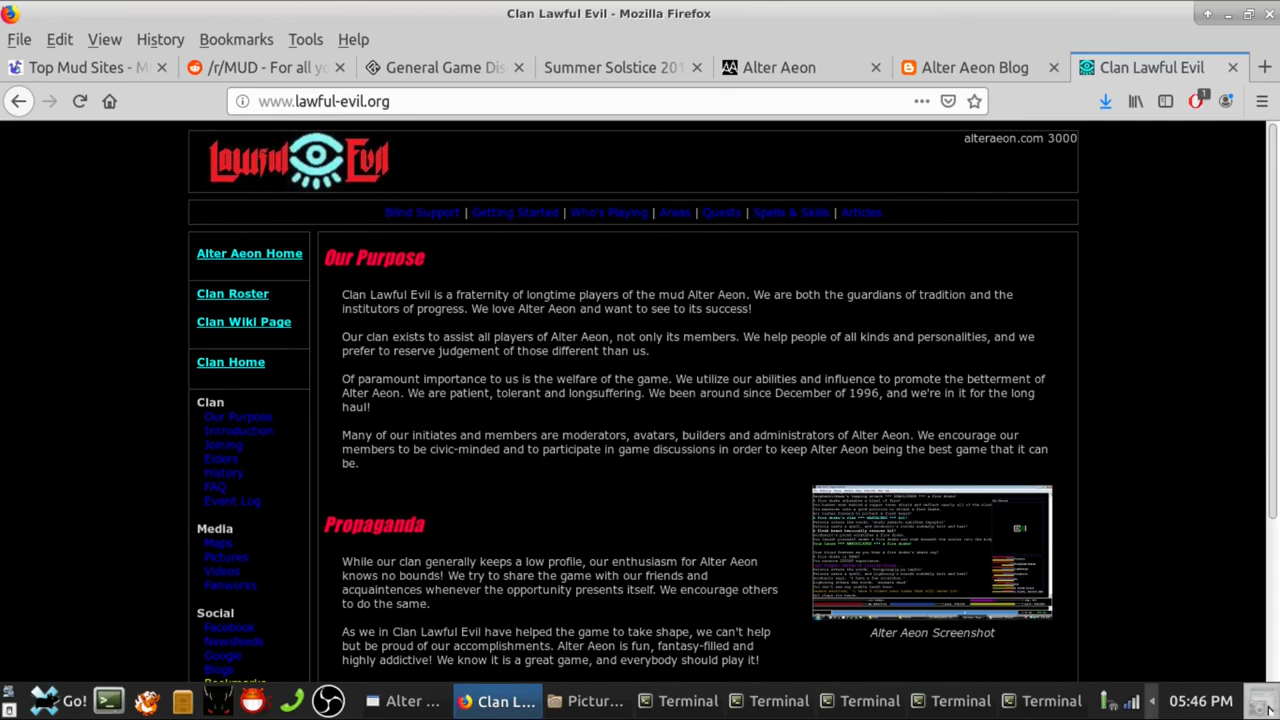 Clan Lawful Evil - Mozilla Firefox
File Edit View History Bookmarks Tools Help
Top Mud Sites - M /r/MUD - For all yo General Game Dis Summer Solstice 201 Alter Aeon Alter Aeon Blog Clan Lawful Evil
www.lawful-evil.org
1
Lawful Evil
alteraeon.com 3000
Blind Support | Getting Started | Who's Playing | Areas | Quests | Spells & Skills | Articles
Alter Aeon Home
Clan Roster
Clan Wiki Page
Clan Home
Clan
Our Purpose
Introduction
Joining
Elders
History
FAQ
Event Log
Media
Maps
Pictures
Videos
Fanworks
Social
Facebook
Newsfeeds
Google
Blogs
Bookmarks
Our Purpose
Clan Lawful Evil is a fraternity of longtime players of the mud Alter Aeon. We are both the guardians of tradition and the
institutors of progress. We love Alter Aeon and want to see to its success!
Our clan exists to assist all players of Alter Aeon, not only its members. We help people of all kinds and personalities, and we
prefer to reserve judgement of those different than us.
Of paramount importance to us is the welfare of the game. We utilize our abilities and influence to promote the betterment of
Alter Aeon. We are patient, tolerant and longsuffering. We been around since December of 1996, and we're in it for the long
haul!
Many of our initiates and members are moderators, avatars, builders and administrators of Alter Aeon. We encourage our
members to be civic-minded and to participate in game discussions in order to keep Alter Aeon being the best game that it can
be.
Propaganda
While our clan generally keeps a low profile, our enthusiasm for Alter Aeon
knows no bounds! We try to share the game with our friends and
acquaintences whenever the opportunity presents itself. We encourage others
to do the same.
As we in Clan Lawful Evil have helped the game to take shape, we can't help
but be proud of our accomplishments. Alter Aeon is fun, fantasy-filled and
highly addictive! We know it is a great game, and everybody should play it!
Alter Aeon Screenshot
Go! Alter ... Clan L... Pictur... Terminal Terminal Terminal Terminal Terminal 05:46 PM